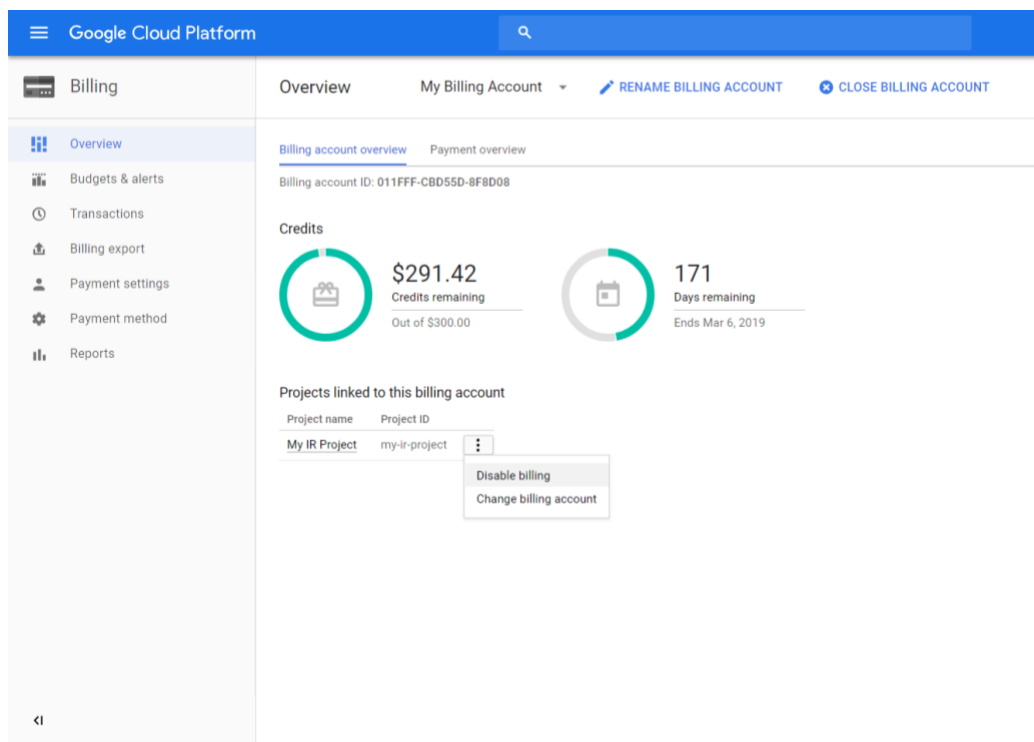 Google Cloud Platform
Billing
Overview
My Billing Account
RENAME BILLING ACCOUNT
CLOSE BILLING ACCOUNT
Overview
Budgets & alerts
Transactions
Billing export
Payment settings
Payment method
Reports
Billing account overview
Payment overview
Billing account ID: 011FFF-CBD55D-8F8D08
Credits
$291.42
Credits remaining
Out of $300.00
171
Days remaining
Ends Mar 6, 2019
Projects linked to this billing account
Project name Project ID
My IR Project my-ir-project
Disable billing
Change billing account